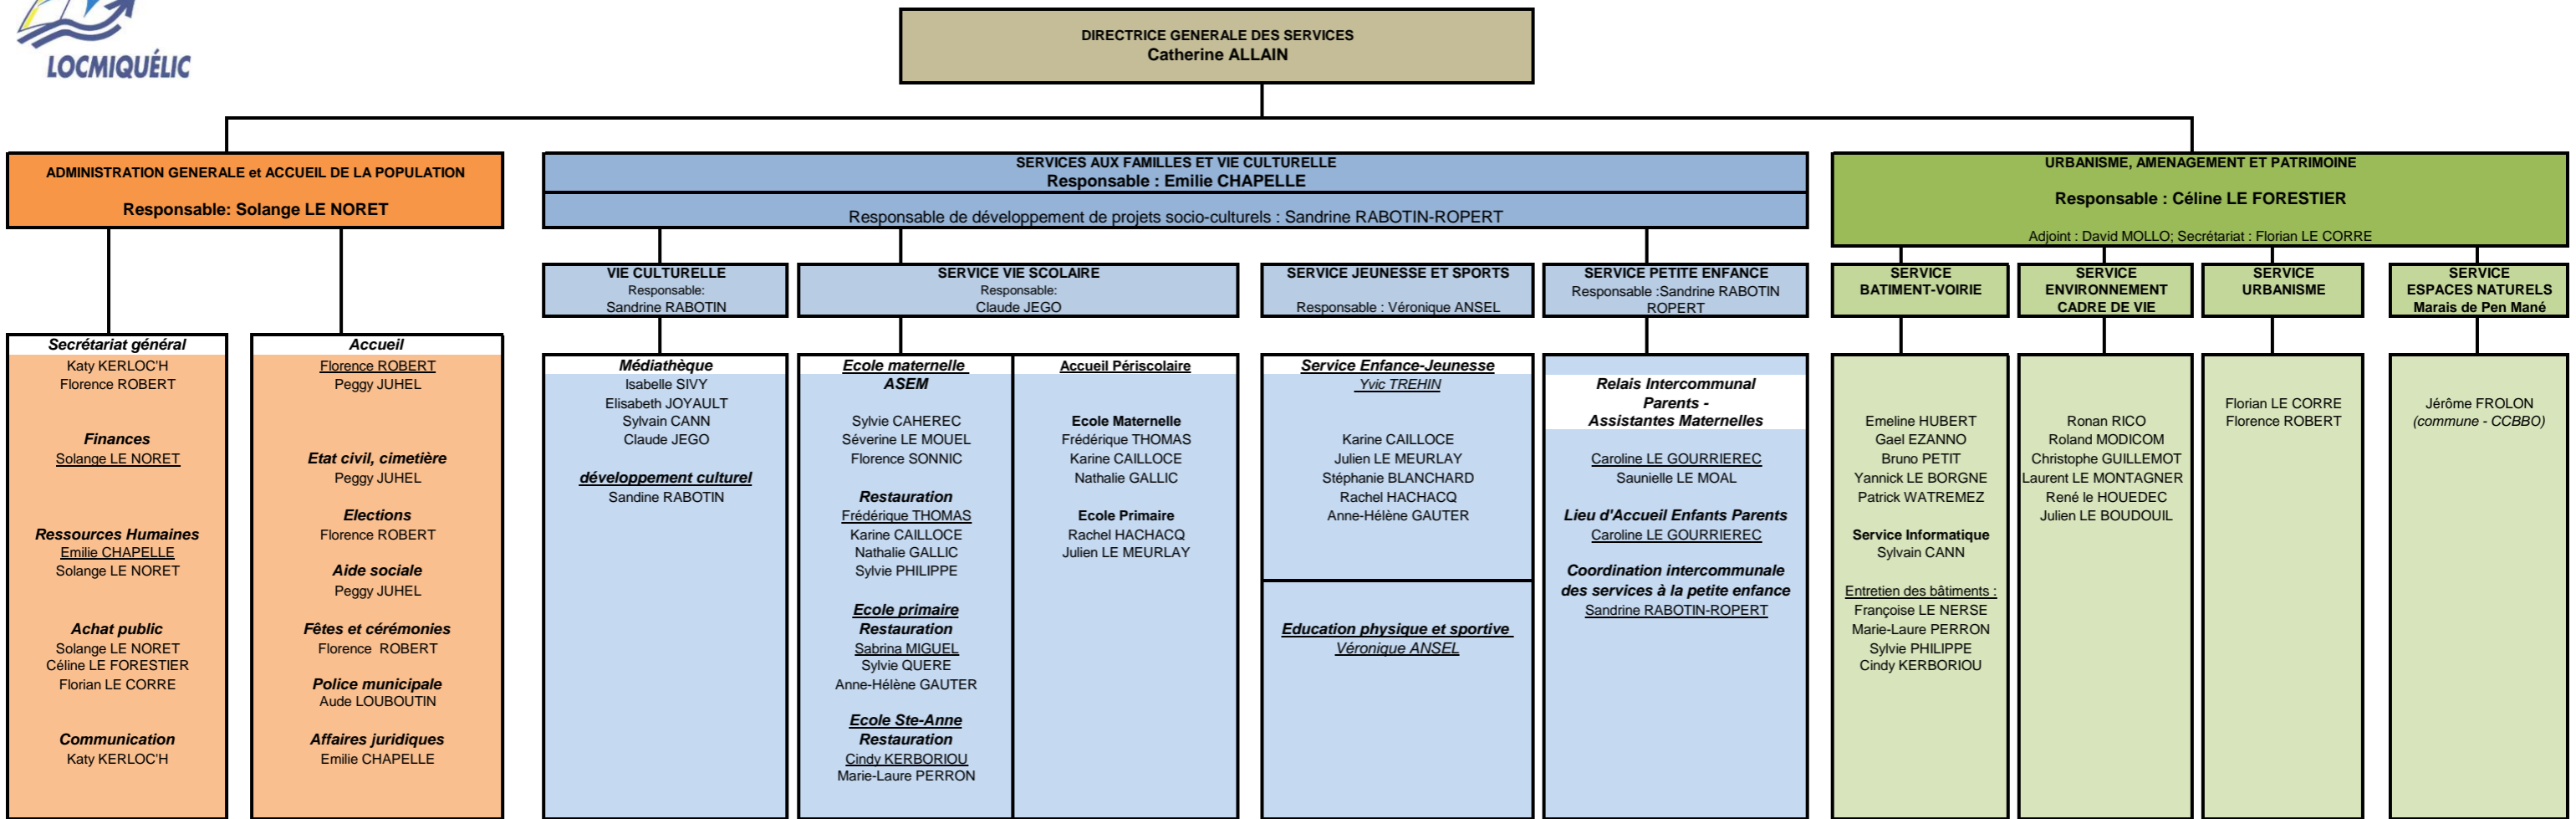 LOCMIQUÉLIC
DIRECTRICE GENERALE DES SERVICES
Catherine ALLAIN
ADMINISTRATION GENERALE et ACCUEIL DE LA POPULATION
Responsable: Solange LE NORET
Secrétariat général
Katy KERLOC'H
Florence ROBERT
Finances
Solange LE NORET
Ressources Humaines
Emilie CHAPELLE
Solange LE NORET
Achat public
Solange LE NORET
Céline LE FORESTIER
Florian LE CORRE
Communication
Katy KERLOC'H
Accueil
Florence ROBERT
Peggy JUHEL
Etat civil, cimetière
Peggy JUHEL
Elections
Florence ROBERT
Aide sociale
Peggy JUHEL
Fêtes et cérémonies
Florence ROBERT
Police municipale
Aude LOUBOUTIN
Affaires juridiques
Emilie CHAPELLE
SERVICES AUX FAMILLES ET VIE CULTURELLE
Responsable : Emilie CHAPELLE
Responsable de développement de projets socio-culturels : Sandrine RABOTIN-ROPERT
VIE CULTURELLE
Responsable:
Sandrine RABOTIN
Médiathèque
Isabelle SIVY
Elisabeth JOYAULT
Sylvain CANN
Claude JEGO
développement culturel
Sandine RABOTIN
SERVICE VIE SCOLAIRE
Responsable:
Claude JEGO
Ecole maternelle
ASEM
Sylvie CAHEREC
Séverine LE MOUEL
Florence SONNIC
Restauration
Frédérique THOMAS
Karine CAILLOCE
Nathalie GALLIC
Sylvie PHILIPPE
Ecole primaire
Restauration
Sabrina MIGUEL
Sylvie QUERE
Anne-Hélène GAUTER
Ecole Ste-Anne
Restauration
Cindy KERBORIOU
Marie-Laure PERRON
Accueil Périscolaire
Ecole Maternelle
Frédérique THOMAS
Karine CAILLOCE
Nathalie GALLIC
Ecole Primaire
Rachel HACHACQ
Julien LE MEURLAY
SERVICE JEUNESSE ET SPORTS
Responsable : Véronique ANSEL
Service Enfance-Jeunesse
Yvic TREHIN
Karine CAILLOCE
Julien LE MEURLAY
Stéphanie BLANCHARD
Rachel HACHACQ
Anne-Hélène GAUTER
Education physique et sportive
Véronique ANSEL
SERVICE PETITE ENFANCE
Responsable :Sandrine RABOTIN
ROPERT
Relais Intercommunal
Parents -
Assistantes Maternelles
Caroline LE GOURRIEREC
Saunielle LE MOAL
Lieu d'Accueil Enfants Parents
Caroline LE GOURRIEREC
Coordination intercommunale
des services à la petite enfance
Sandrine RABOTIN-ROPERT
URBANISME, AMENAGEMENT ET PATRIMOINE
Responsable : Céline LE FORESTIER
Adjoint : David MOLLO; Secrétariat : Florian LE CORRE
SERVICE
BATIMENT-VOIRIE
Emeline HUBERT
Gael EZANNO
Bruno PETIT
Yannick LE BORGNE
Patrick WATREMEZ
Service Informatique
Sylvain CANN
Entretien des bâtiments :
Françoise LE NERSE
Marie-Laure PERRON
Sylvie PHILIPPE
Cindy KERBORIOU
SERVICE
ENVIRONNEMENT
CADRE DE VIE
Ronan RICO
Roland MODICOM
Christophe GUILLEMOT
Laurent LE MONTAGNER
René le HOUEDEC
Julien LE BOUDOUIL
SERVICE
URBANISME
Florian LE CORRE
Florence ROBERT
SERVICE
ESPACES NATURELS
Marais de Pen Mané
Jérôme FROLON
(commune - CCBBO)